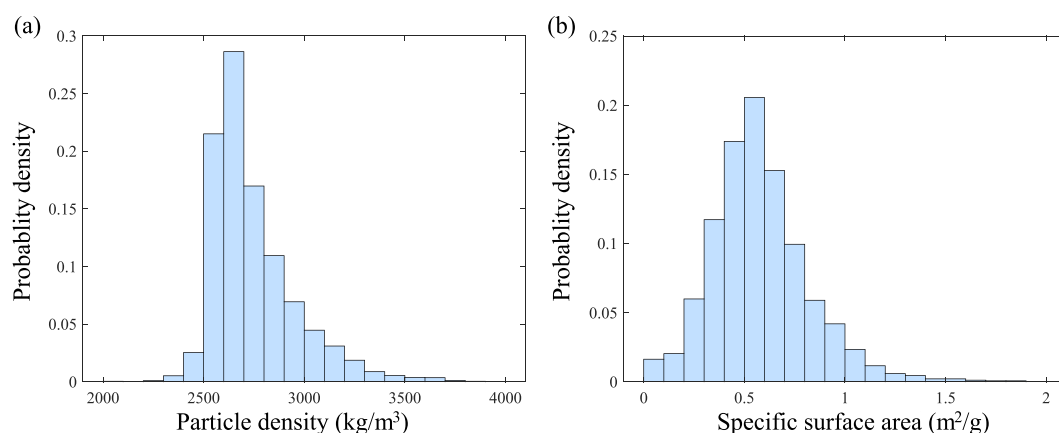 (a)
0.3
0.25
0.2
0.15
0.1
0.05
0
Probablity density
2000 2500 3000 3500 4000
Particle density (kg/m³)
(b)
0.25
0.2
0.15
0.1
0.05
0
Probablity density
0 0.5 1 1.5 2
Specific surface area (m²/g)